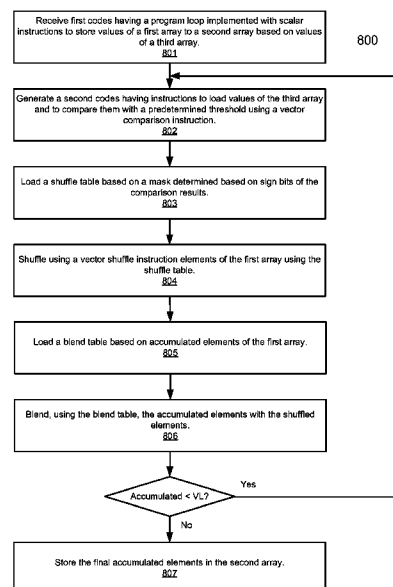 Receive first codes having a program loop implemented with scalar
instructions to store values of a first array to a second array based on values
of a third array.
801
800
Generate a second codes having instructions to load values of the third array
and to compare them with a predetermined threshold using a vector
comparison instruction.
802
Load a shuffle table based on a mask determined based on sign bits of the
comparison results.
803
Shuffle using a vector shuffle instruction elements of the first array using the
shuffle table.
804
Load a blend table based on accumulated elements of the first array.
805
Blend, using the blend table, the accumulated elements with the shuffled
elements.
806
Accumulated < VL?
Yes
No
Store the final accumulated elements in the second array.
807